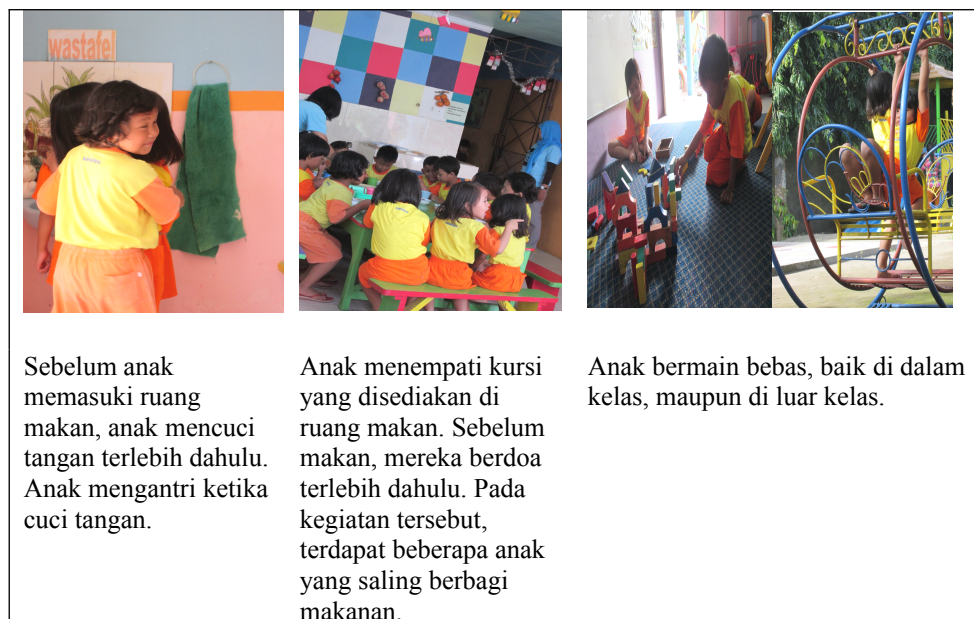 wastafel
Sebelum anak
memasuki ruang
makan, anak mencuci
tangan terlebih dahulu.
Anak mengantri ketika
cuci tangan.
Anak menempati kursi
yang disediakan di
ruang makan. Sebelum
makan, mereka berdoa
terlebih dahulu. Pada
kegiatan tersebut,
terdapat beberapa anak
yang saling berbagi
makanan.
Anak bermain bebas, baik di dalam
kelas, maupun di luar kelas.